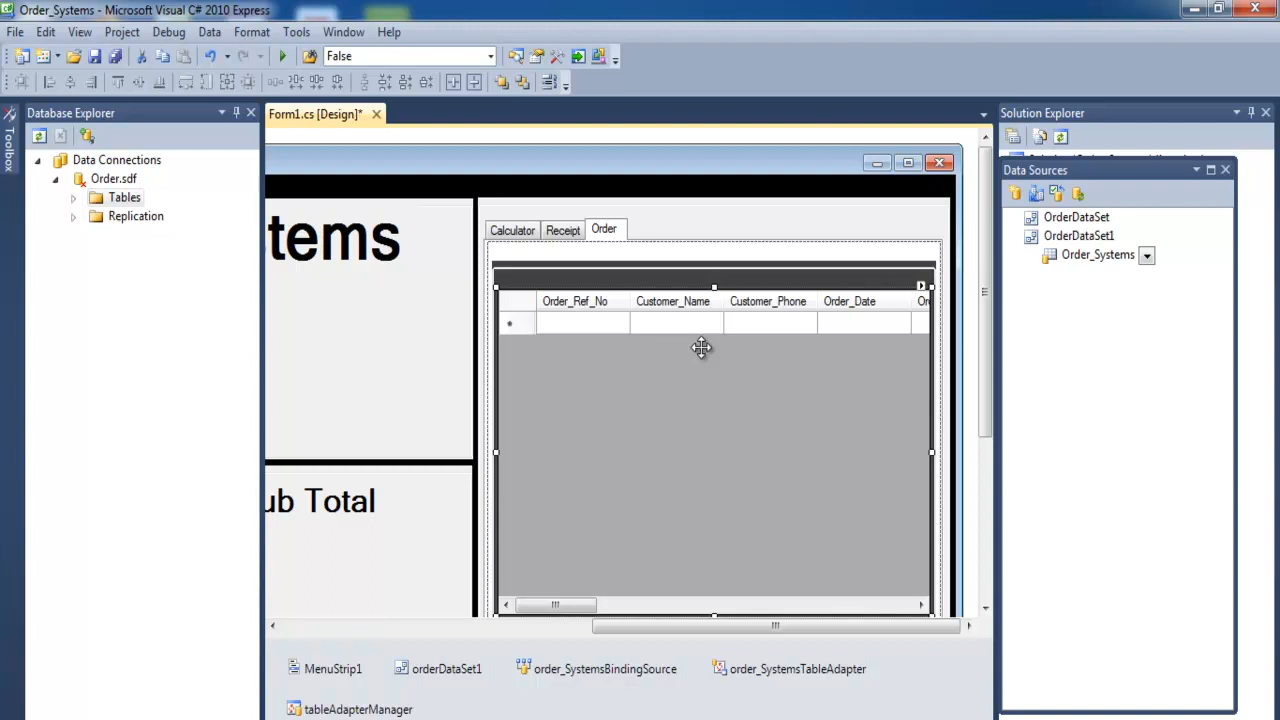 Order_Systems - Microsoft Visual C# 2010 Express
File Edit View Project Debug Data Format Tools Window Help
False
Database Explorer
Form1.cs [Design]*
Solution Explorer
Toolbox
Data Connections
Order.sdf
Tables
Replication
Data Sources
OrderDataSet
OrderDataSet1
Order_Systems
tems
Calculator Receipt Order
Order_Ref_No Customer_Name Customer_Phone Order_Date Or
ub Total
MenuStrip1 orderDataSet1 order_SystemsBindingSource order_SystemsTableAdapter
tableAdapterManager